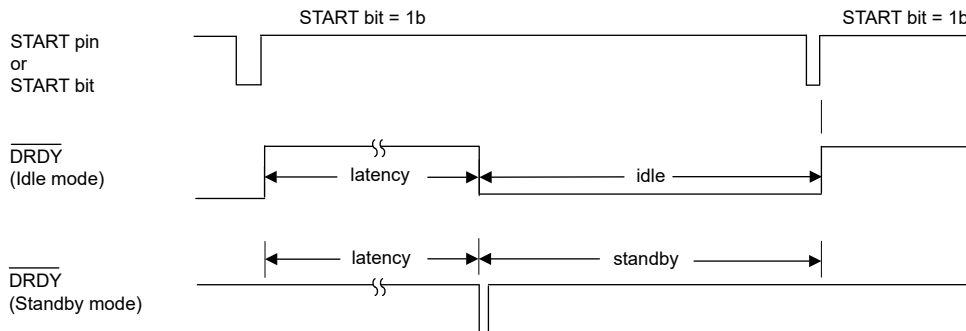 START bit = 1b
START bit = 1b
START pin
or
START bit
DRDY
(Idle mode)
latency
idle
DRDY
(Standby mode)
latency
standby